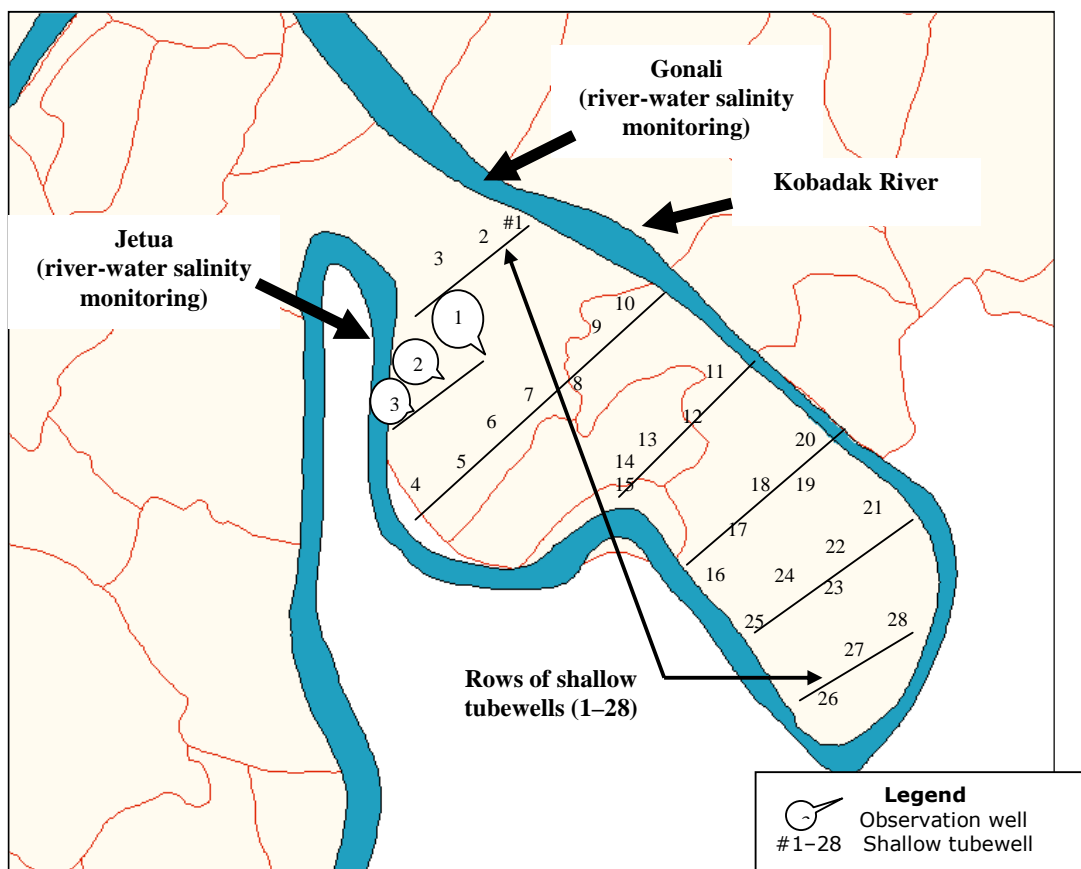 Gonali
(river-water salinity
monitoring)
Kobadak River
Jetua
(river-water salinity
monitoring)
#1
2
3
1
2
3
10
9
8
7
6
5
4
11
12
13
14
15
20
19
18
17
16
21
22
23
24
25
28
27
26
Rows of shallow
tubewells (1–28)
Legend
Observation well
#1–28 Shallow tubewell